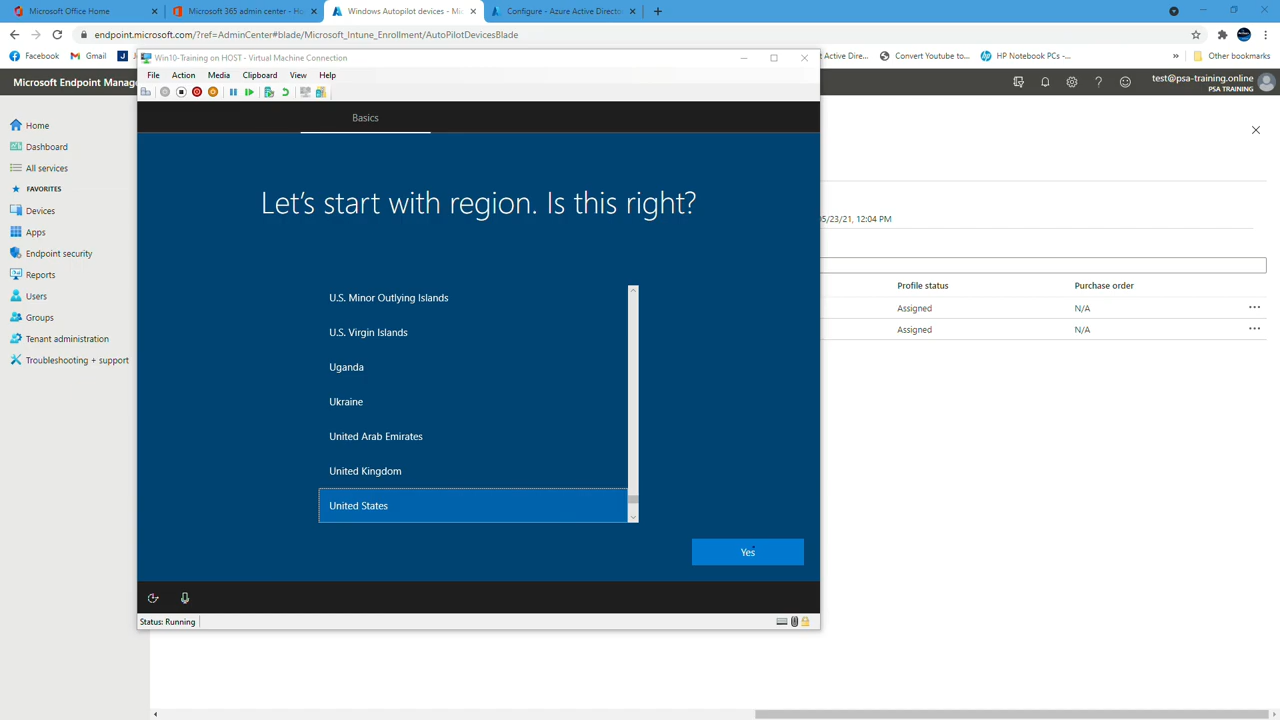 Microsoft Office Home
Microsoft 365 admin center - Ho
Windows Autopilot devices - Mi
Configure - Azure Active Directo
endpoint.microsoft.com/?ref=AdminCenter#blade/Microsoft_Intune_Enrollment/AutoPilotDevicesBlade
Facebook
Gmail
Active Dire...
Convert Youtube to...
HP Notebook PCs -...
Other bookmarks
Microsoft Endpoint Manag
test@psa-training.online
PSA TRAINING
Home
Dashboard
All services
FAVORITES
Devices
Apps
Endpoint security
Reports
Users
Groups
Tenant administration
Troubleshooting + support
Win10-Training on HOST - Virtual Machine Connection
File
Action
Media
Clipboard
View
Help
Basics
Let's start with region. Is this right?
U.S. Minor Outlying Islands
U.S. Virgin Islands
Uganda
Ukraine
United Arab Emirates
United Kingdom
United States
Yes
Status: Running
5/23/21, 12:04 PM
Profile status
Purchase order
Assigned
N/A
Assigned
N/A